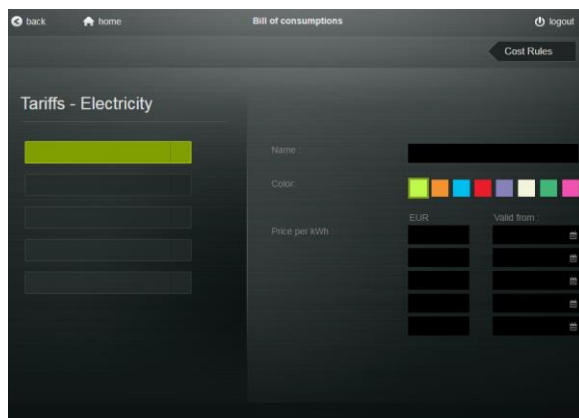 back home Bill of consumptions logout
Cost Rules
Tariffs - Electricity
Name :
Color:
EUR Valid from :
Price per kWh :